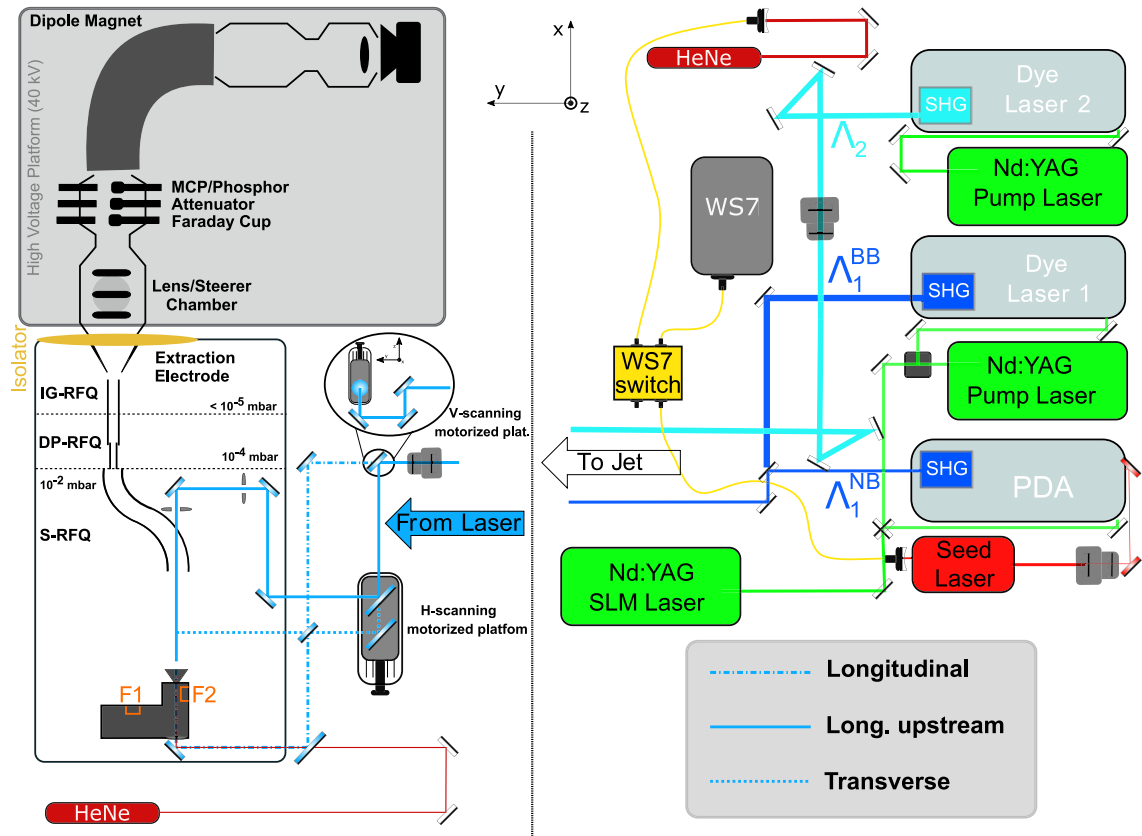 Dipole Magnet
High Voltage Platform (40 kV)
MCP/Phosphor
Attenuator
Faraday Cup
Lens/Steerer
Chamber
Isolator
Extraction
Electrode
IG-RFQ
< 10⁻⁵ mbar
DP-RFQ
10⁻⁴ mbar
10⁻² mbar
S-RFQ
V-scanning
motorized plat.
From Laser
H-scanning
motorized platfom
F1
F2
HeNe
x
y
z
HeNe
WS7
WS7
switch
To Jet
Λ₂
SHG
Dye
Laser 2
Nd:YAG
Pump Laser
Λ₁ᴮᴮ
SHG
Dye
Laser 1
Nd:YAG
Pump Laser
Λ₁ᴺᴮ
SHG
PDA
Seed
Laser
Nd:YAG
SLM Laser
Longitudinal
Long. upstream
Transverse